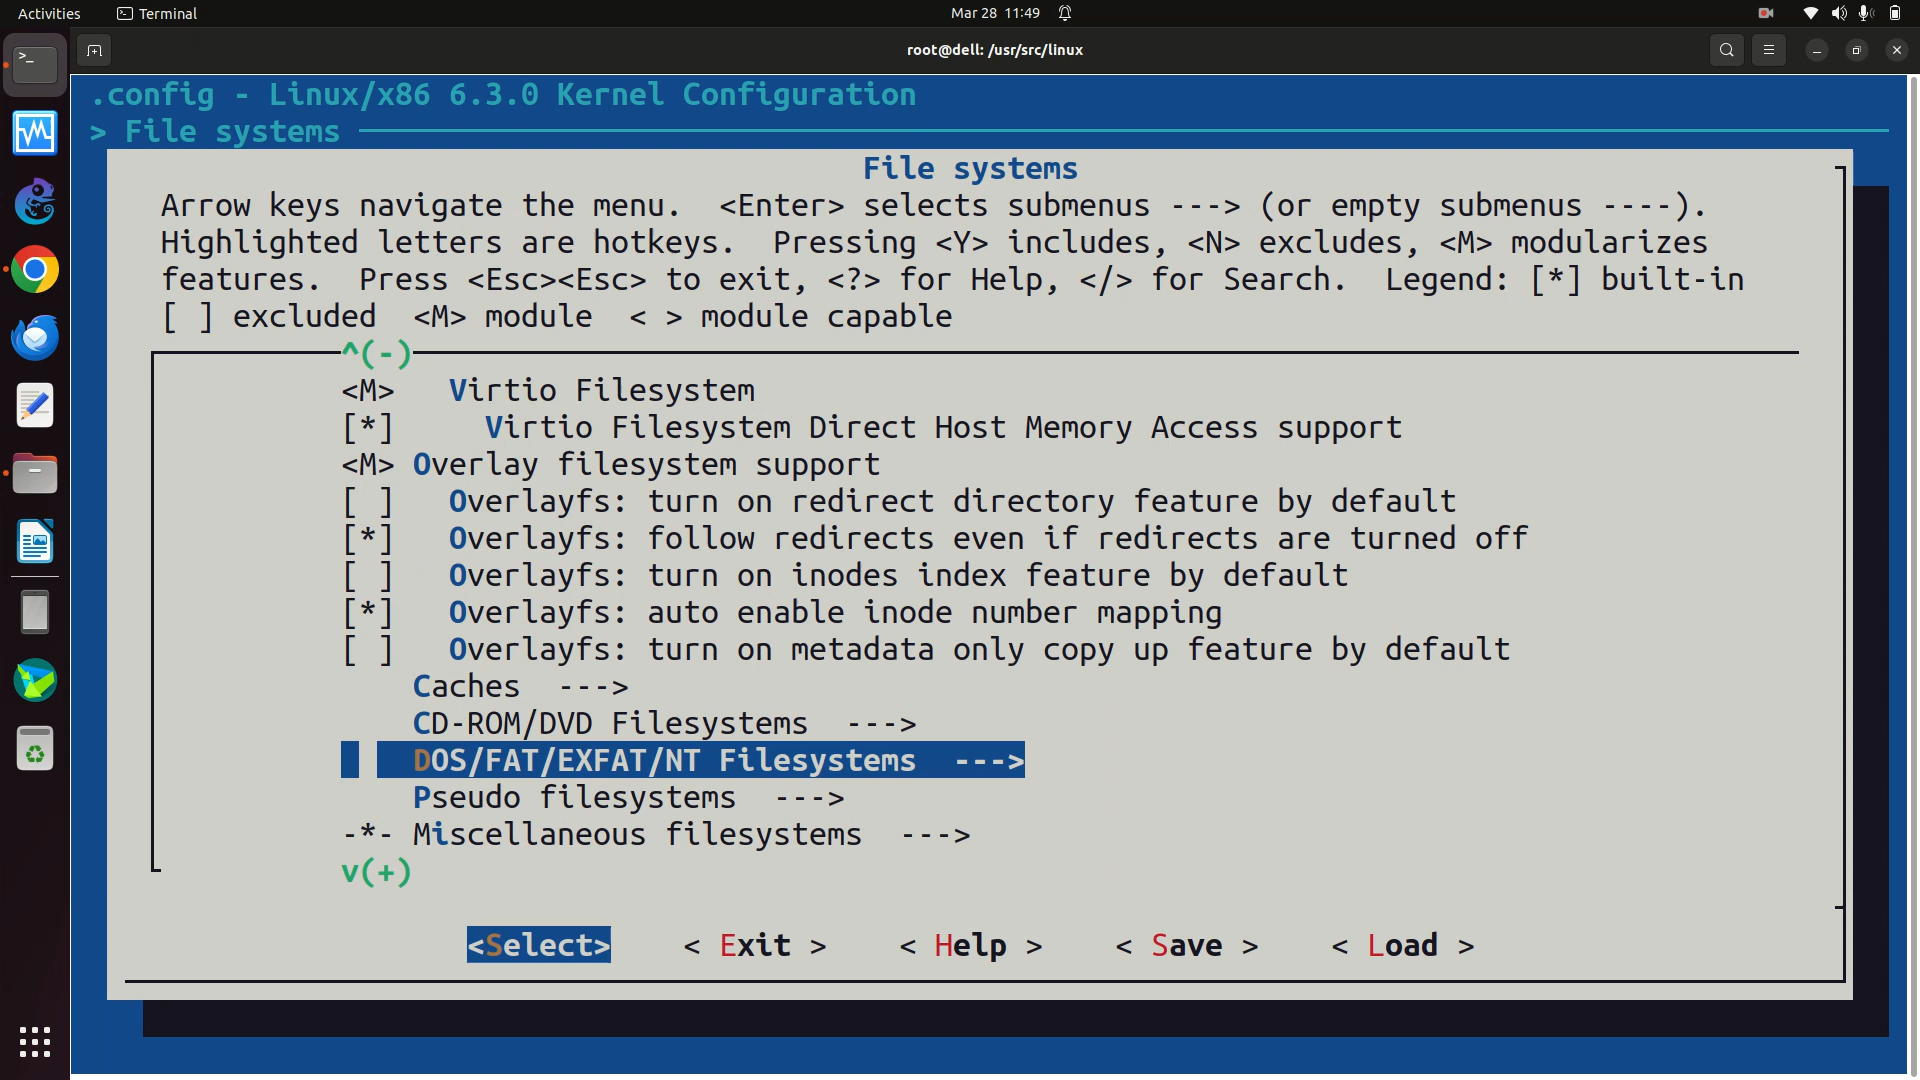 Activities
Terminal
Mar 28 11:49
root@dell: /usr/src/linux
.config - Linux/x86 6.3.0 Kernel Configuration
> File systems
File systems
Arrow keys navigate the menu.  <Enter> selects submenus ---> (or empty submenus ----).
Highlighted letters are hotkeys.  Pressing <Y> includes, <N> excludes, <M> modularizes
features.  Press <Esc><Esc> to exit, <?> for Help, </> for Search.  Legend: [*] built-in
[ ] excluded  <M> module  < > module capable
^(-)
<M>   Virtio Filesystem
[*]     Virtio Filesystem Direct Host Memory Access support
<M> Overlay filesystem support
[ ]   Overlayfs: turn on redirect directory feature by default
[*]   Overlayfs: follow redirects even if redirects are turned off
[ ]   Overlayfs: turn on inodes index feature by default
[*]   Overlayfs: auto enable inode number mapping
[ ]   Overlayfs: turn on metadata only copy up feature by default
Caches  --->
CD-ROM/DVD Filesystems  --->
DOS/FAT/EXFAT/NT Filesystems  --->
Pseudo filesystems  --->
-*- Miscellaneous filesystems  --->
v(+)
<Select>    < Exit >    < Help >    < Save >    < Load >